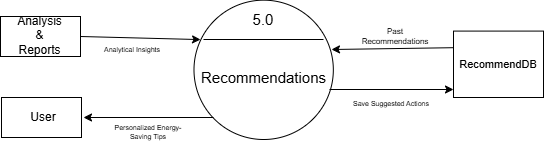 Analysis
&
Reports
Analytical Insights
5.0
Recommendations
Past
Recommendations
RecommendDB
Save Suggested Actions
User
Personalized Energy-
Saving Tips